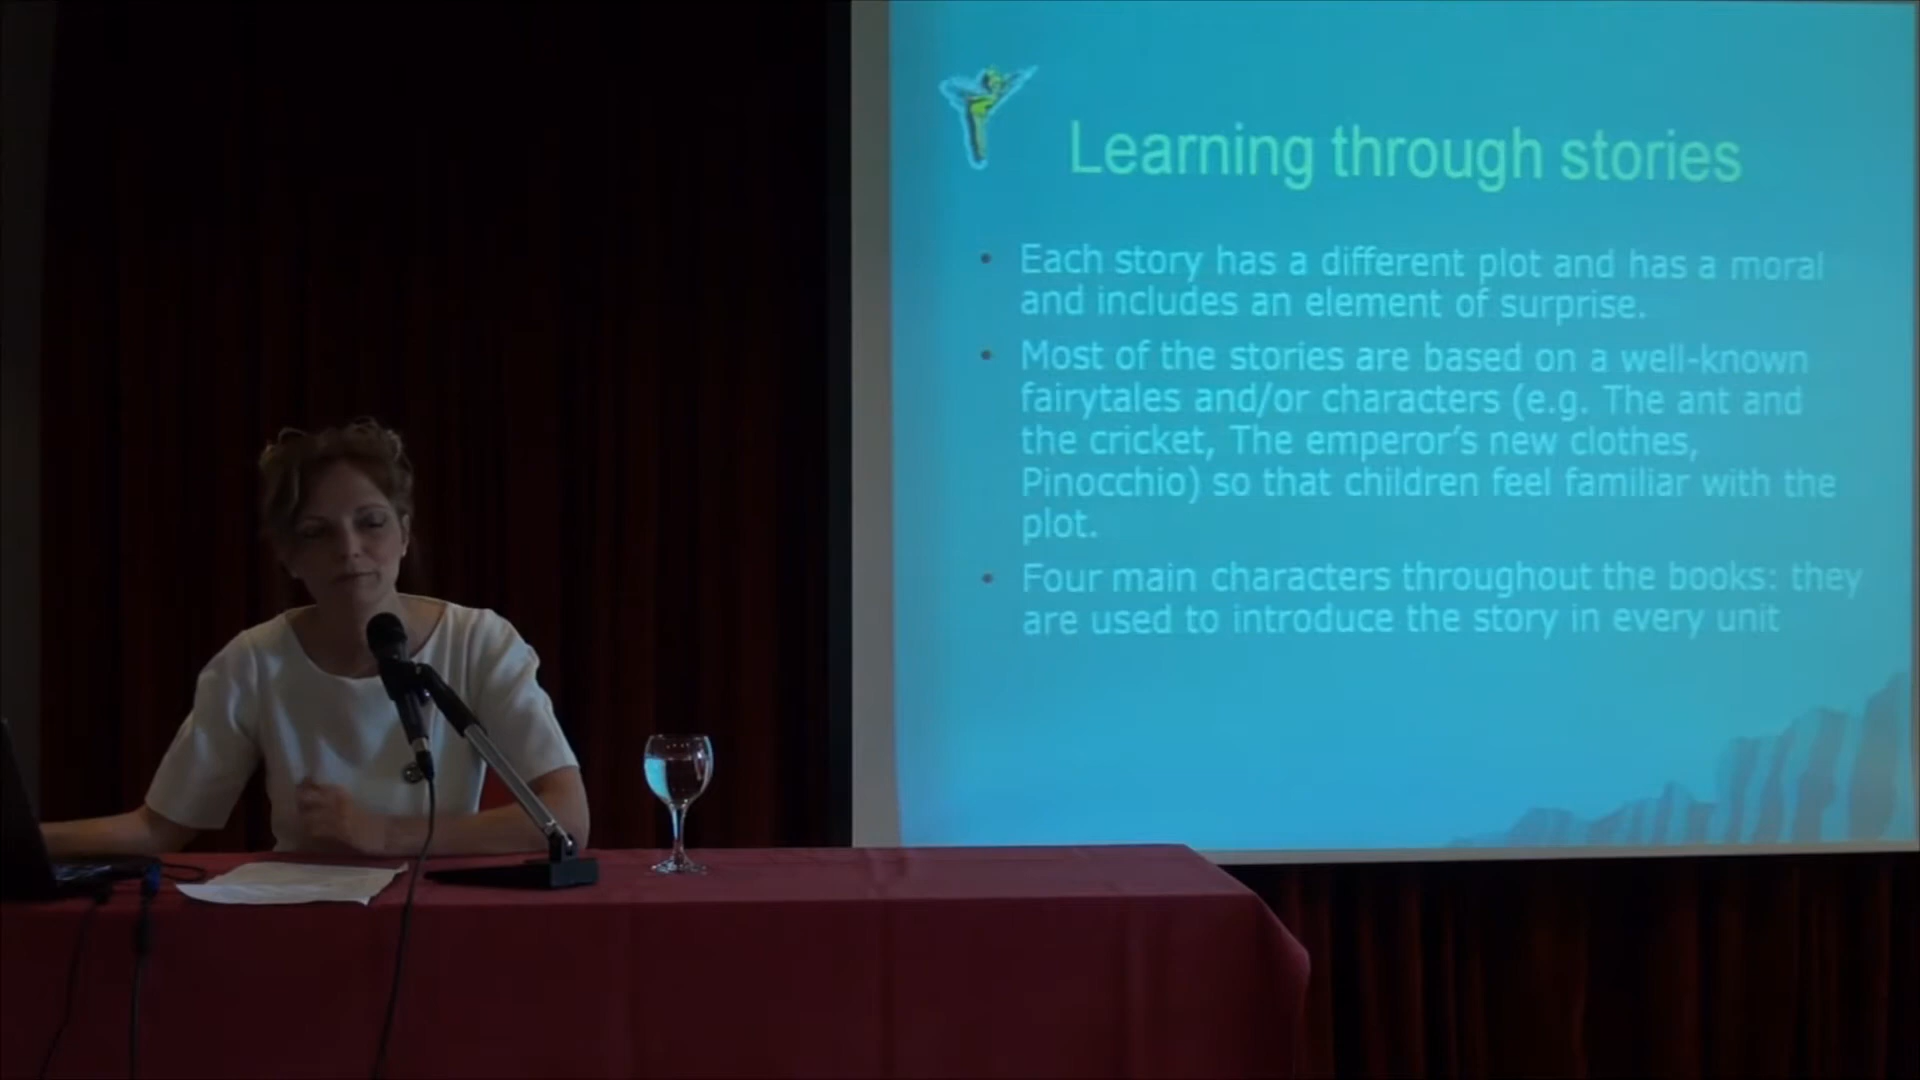 Learning through stories
• Each story has a different plot and has a moral
and includes an element of surprise.
• Most of the stories are based on a well-known
fairytales and/or characters (e.g. The ant and
the cricket, The emperor's new clothes,
Pinocchio) so that children feel familiar with the
plot.
• Four main characters throughout the books: they
are used to introduce the story in every unit